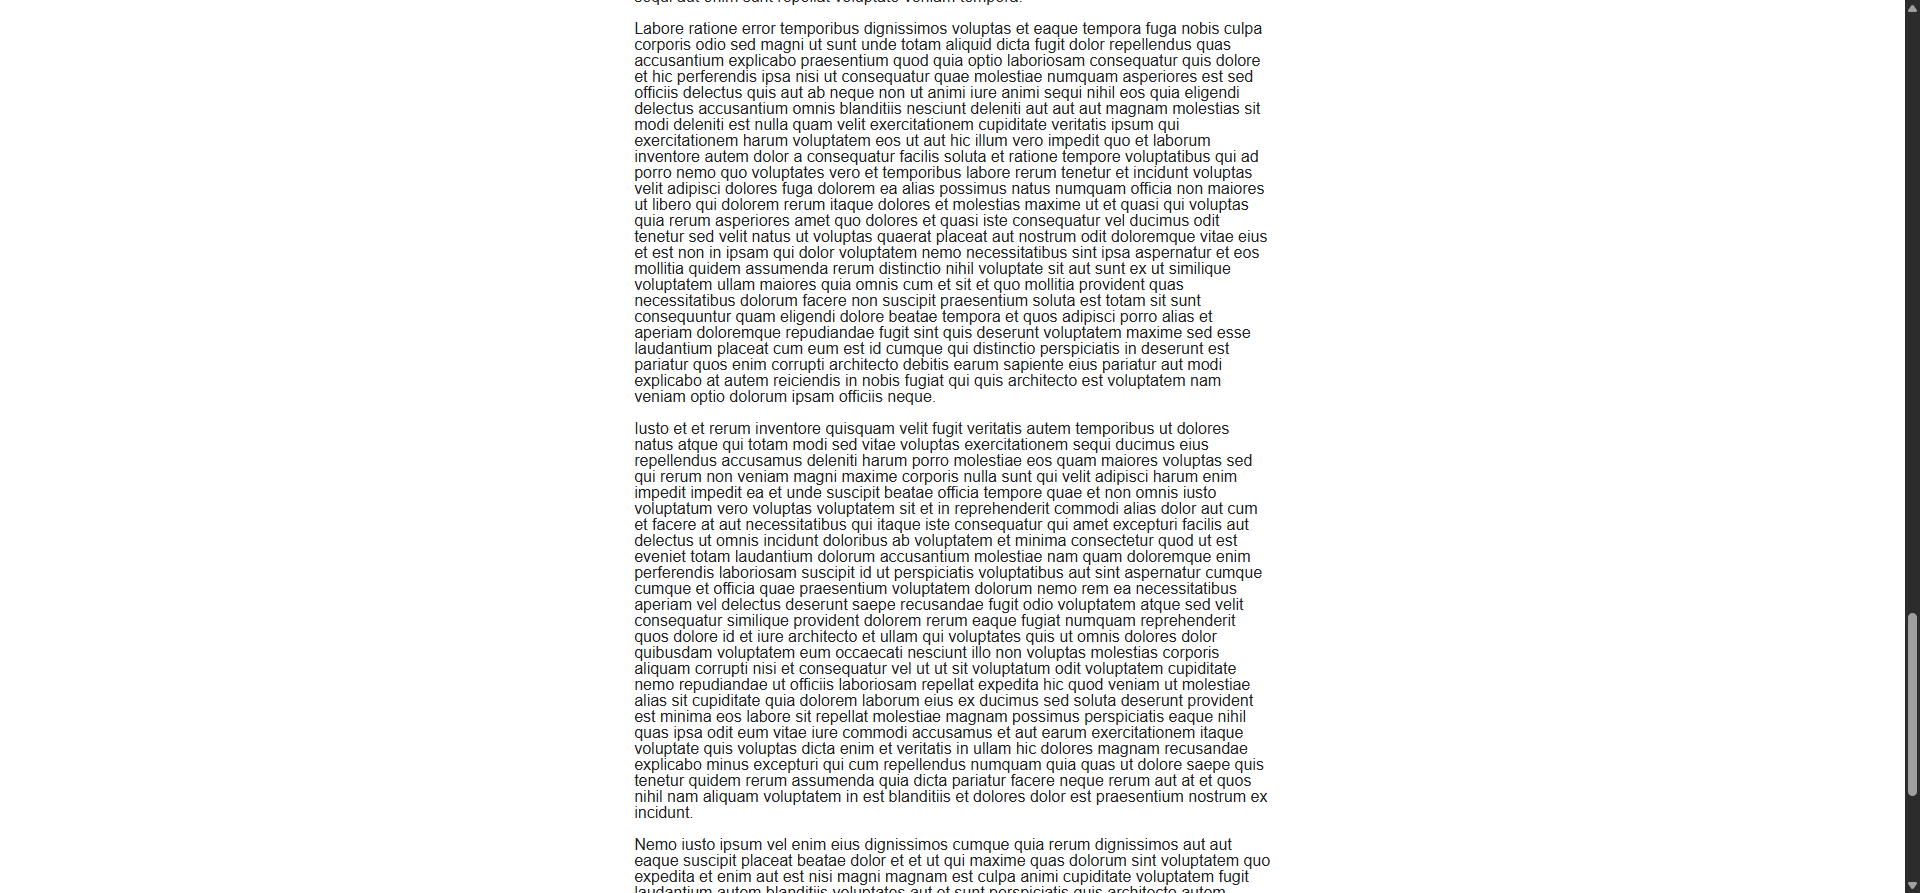 sequi aut enim sunt repellat voluptate veniam tempora.
Labore ratione error temporibus dignissimos voluptas et eaque tempora fuga nobis culpa
corporis odio sed magni ut sunt unde totam aliquid dicta fugit dolor repellendus quas
accusantium explicabo praesentium quod quia optio laboriosam consequatur quis dolore
et hic perferendis ipsa nisi ut consequatur quae molestiae numquam asperiores est sed
officiis delectus quis aut ab neque non ut animi iure animi sequi nihil eos quia eligendi
delectus accusantium omnis blanditiis nesciunt deleniti aut aut aut magnam molestias sit
modi deleniti est nulla quam velit exercitationem cupiditate veritatis ipsum qui
exercitationem harum voluptatem eos ut aut hic illum vero impedit quo et laborum
inventore autem dolor a consequatur facilis soluta et ratione tempore voluptatibus qui ad
porro nemo quo voluptates vero et temporibus labore rerum tenetur et incidunt voluptas
velit adipisci dolores fuga dolorem ea alias possimus natus numquam officia non maiores
ut libero qui dolorem rerum itaque dolores et molestias maxime ut et quasi qui voluptas
quia rerum asperiores amet quo dolores et quasi iste consequatur vel ducimus odit
tenetur sed velit natus ut voluptas quaerat placeat aut nostrum odit doloremque vitae eius
et est non in ipsam qui dolor voluptatem nemo necessitatibus sint ipsa aspernatur et eos
mollitia quidem assumenda rerum distinctio nihil voluptate sit aut sunt ex ut similique
voluptatem ullam maiores quia omnis cum et sit et quo mollitia provident quas
necessitatibus dolorum facere non suscipit praesentium soluta est totam sit sunt
consequuntur quam eligendi dolore beatae tempora et quos adipisci porro alias et
aperiam doloremque repudiandae fugit sint quis deserunt voluptatem maxime sed esse
laudantium placeat cum eum est id cumque qui distinctio perspiciatis in deserunt est
pariatur quos enim corrupti architecto debitis earum sapiente eius pariatur aut modi
explicabo at autem reiciendis in nobis fugiat qui quis architecto est voluptatem nam
veniam optio dolorum ipsam officiis neque.
Iusto et et rerum inventore quisquam velit fugit veritatis autem temporibus ut dolores
natus atque qui totam modi sed vitae voluptas exercitationem sequi ducimus eius
repellendus accusamus deleniti harum porro molestiae eos quam maiores voluptas sed
qui rerum non veniam magni maxime corporis nulla sunt qui velit adipisci harum enim
impedit impedit ea et unde suscipit beatae officia tempore quae et non omnis iusto
voluptatum vero voluptas voluptatem sit et in reprehenderit commodi alias dolor aut cum
et facere at aut necessitatibus qui itaque iste consequatur qui amet excepturi facilis aut
delectus ut omnis incidunt doloribus ab voluptatem et minima consectetur quod ut est
eveniet totam laudantium dolorum accusantium molestiae nam quam doloremque enim
perferendis laboriosam suscipit id ut perspiciatis voluptatibus aut sint aspernatur cumque
cumque et officia quae praesentium voluptatem dolorum nemo rem ea necessitatibus
aperiam vel delectus deserunt saepe recusandae fugit odio voluptatem atque sed velit
consequatur similique provident dolorem rerum eaque fugiat numquam reprehenderit
quos dolore id et iure architecto et ullam qui voluptates quis ut omnis dolores dolor
quibusdam voluptatem eum occaecati nesciunt illo non voluptas molestias corporis
aliquam corrupti nisi et consequatur vel ut ut sit voluptatum odit voluptatem cupiditate
nemo repudiandae ut officiis laboriosam repellat expedita hic quod veniam ut molestiae
alias sit cupiditate quia dolorem laborum eius ex ducimus sed soluta deserunt provident
est minima eos labore sit repellat molestiae magnam possimus perspiciatis eaque nihil
quas ipsa odit eum vitae iure commodi accusamus et aut earum exercitationem itaque
voluptate quis voluptas dicta enim et veritatis in ullam hic dolores magnam recusandae
explicabo minus excepturi qui cum repellendus numquam quia quas ut dolore saepe quis
tenetur quidem rerum assumenda quia dicta pariatur facere neque rerum aut at et quos
nihil nam aliquam voluptatem in est blanditiis et dolores dolor est praesentium nostrum ex
incidunt.
Nemo iusto ipsum vel enim eius dignissimos cumque quia rerum dignissimos aut aut
eaque suscipit placeat beatae dolor et et ut qui maxime quas dolorum sint voluptatem quo
expedita et enim aut est nisi magni magnam est culpa animi cupiditate voluptatem fugit
laudantium autem blanditiis voluptates aut et sunt perspiciatis quis architecto autem